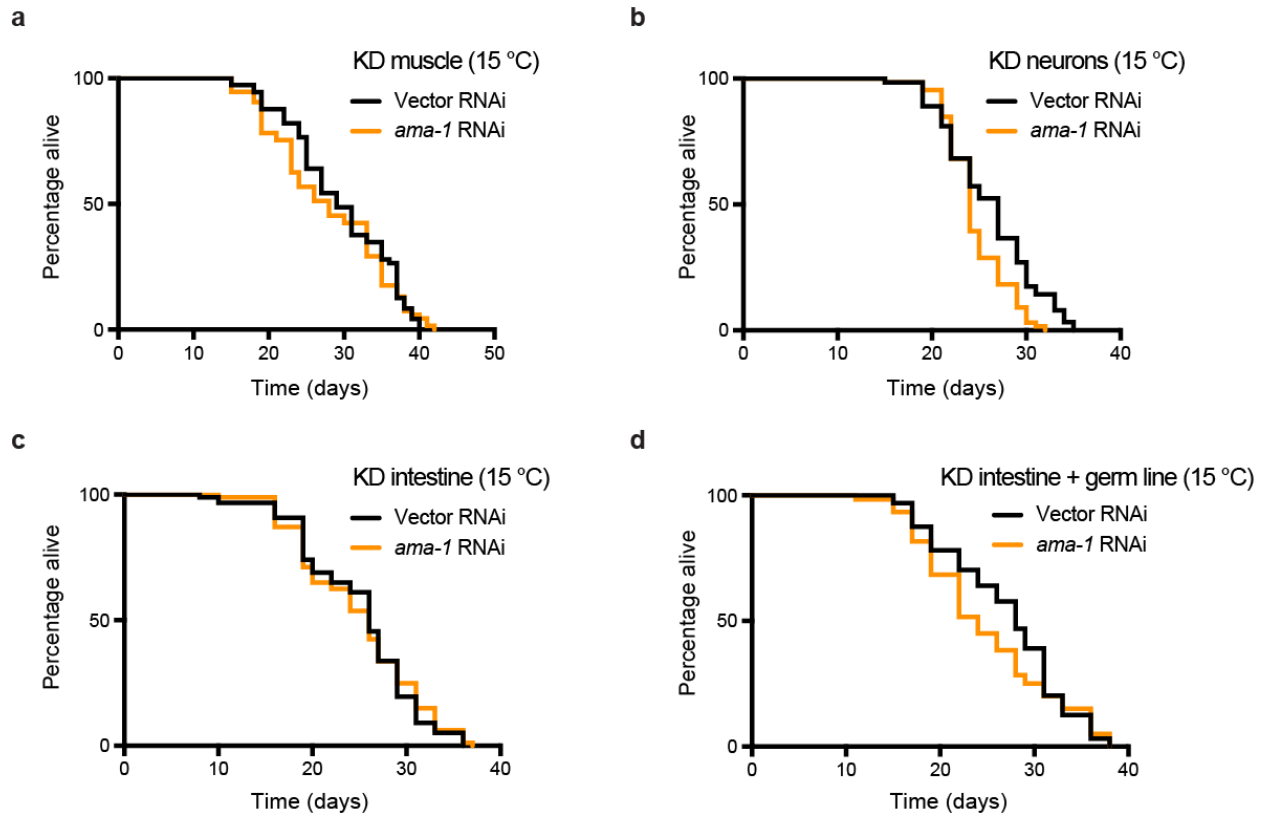 a
KD muscle (15 °C)
Vector RNAi
ama-1 RNAi
Percentage alive
100
50
0
0 10 20 30 40 50
Time (days)
b
KD neurons (15 °C)
Vector RNAi
ama-1 RNAi
Percentage alive
100
50
0
0 10 20 30 40
Time (days)
c
KD intestine (15 °C)
Vector RNAi
ama-1 RNAi
Percentage alive
100
50
0
0 10 20 30 40
Time (days)
d
KD intestine + germ line (15 °C)
Vector RNAi
ama-1 RNAi
Percentage alive
100
50
0
0 10 20 30 40
Time (days)